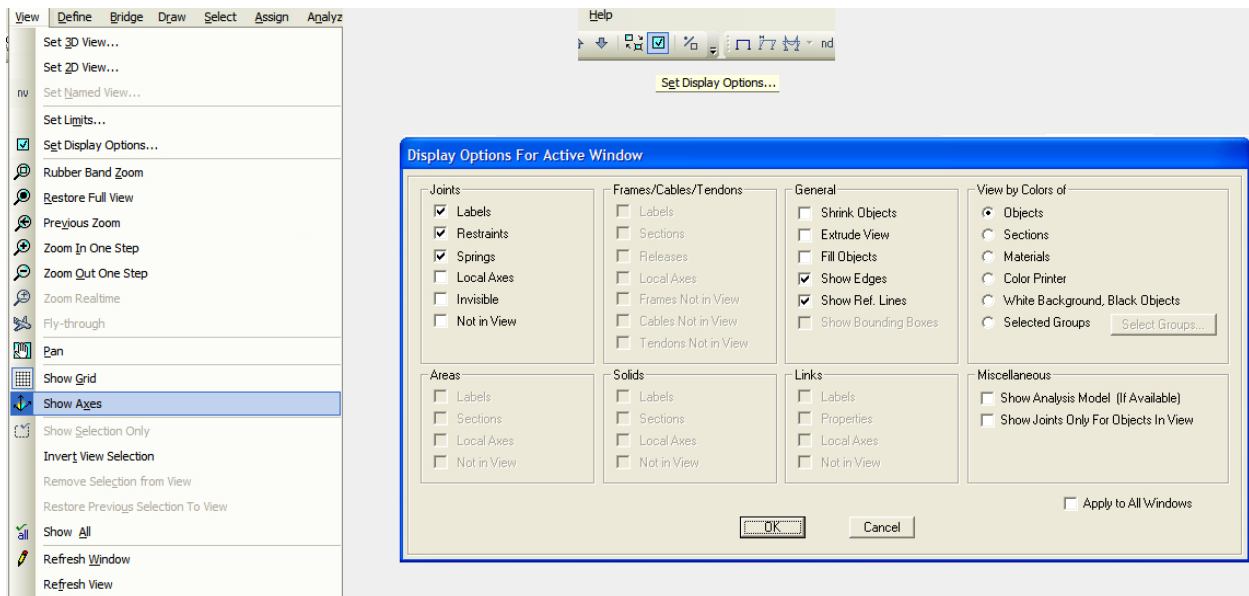 View Define Bridge Draw Select Assign Analyz
Set 3D View...
Set 2D View...
nv Set Named View...
Set Limits...
Set Display Options...
Rubber Band Zoom
Restore Full View
Previous Zoom
Zoom In One Step
Zoom Out One Step
Zoom Realtime
Fly-through
Pan
Show Grid
Show Axes
Show Selection Only
Invert View Selection
Remove Selection from View
Restore Previous Selection To View
all Show All
Refresh Window
Refresh View
Help
nd
Set Display Options...
Display Options For Active Window
Joints
Labels
Restraints
Springs
Local Axes
Invisible
Not in View
Frames/Cables/Tendons
Labels
Sections
Releases
Local Axes
Frames Not in View
Cables Not in View
Tendons Not in View
General
Shrink Objects
Extrude View
Fill Objects
Show Edges
Show Ref. Lines
Show Bounding Boxes
View by Colors of
Objects
Sections
Materials
Color Printer
White Background, Black Objects
Selected Groups Select Groups...
Areas
Labels
Sections
Local Axes
Not in View
Solids
Labels
Sections
Local Axes
Not in View
Links
Labels
Properties
Local Axes
Not in View
Miscellaneous
Show Analysis Model (If Available)
Show Joints Only For Objects In View
Apply to All Windows
OK Cancel